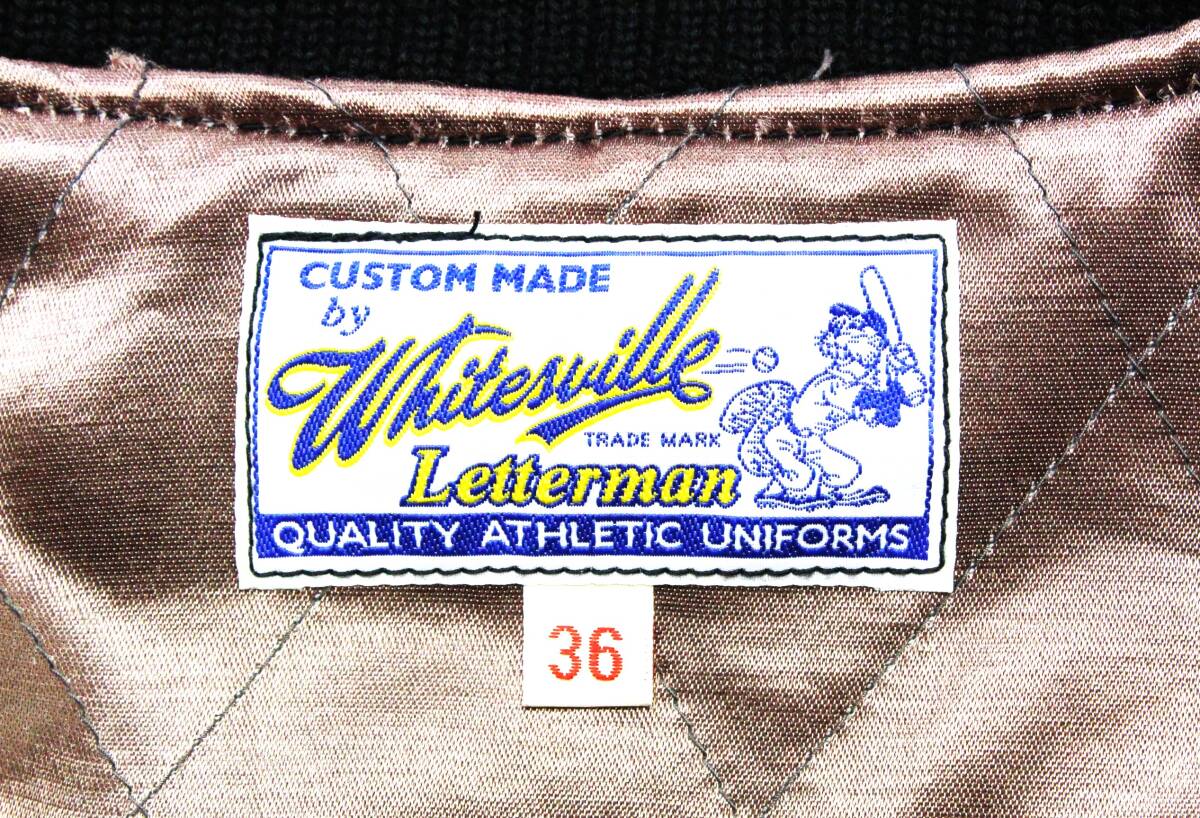 CUSTOM MADE
by
Whitesville
TRADE MARK
Letterman
QUALITY ATHLETIC UNIFORMS
36